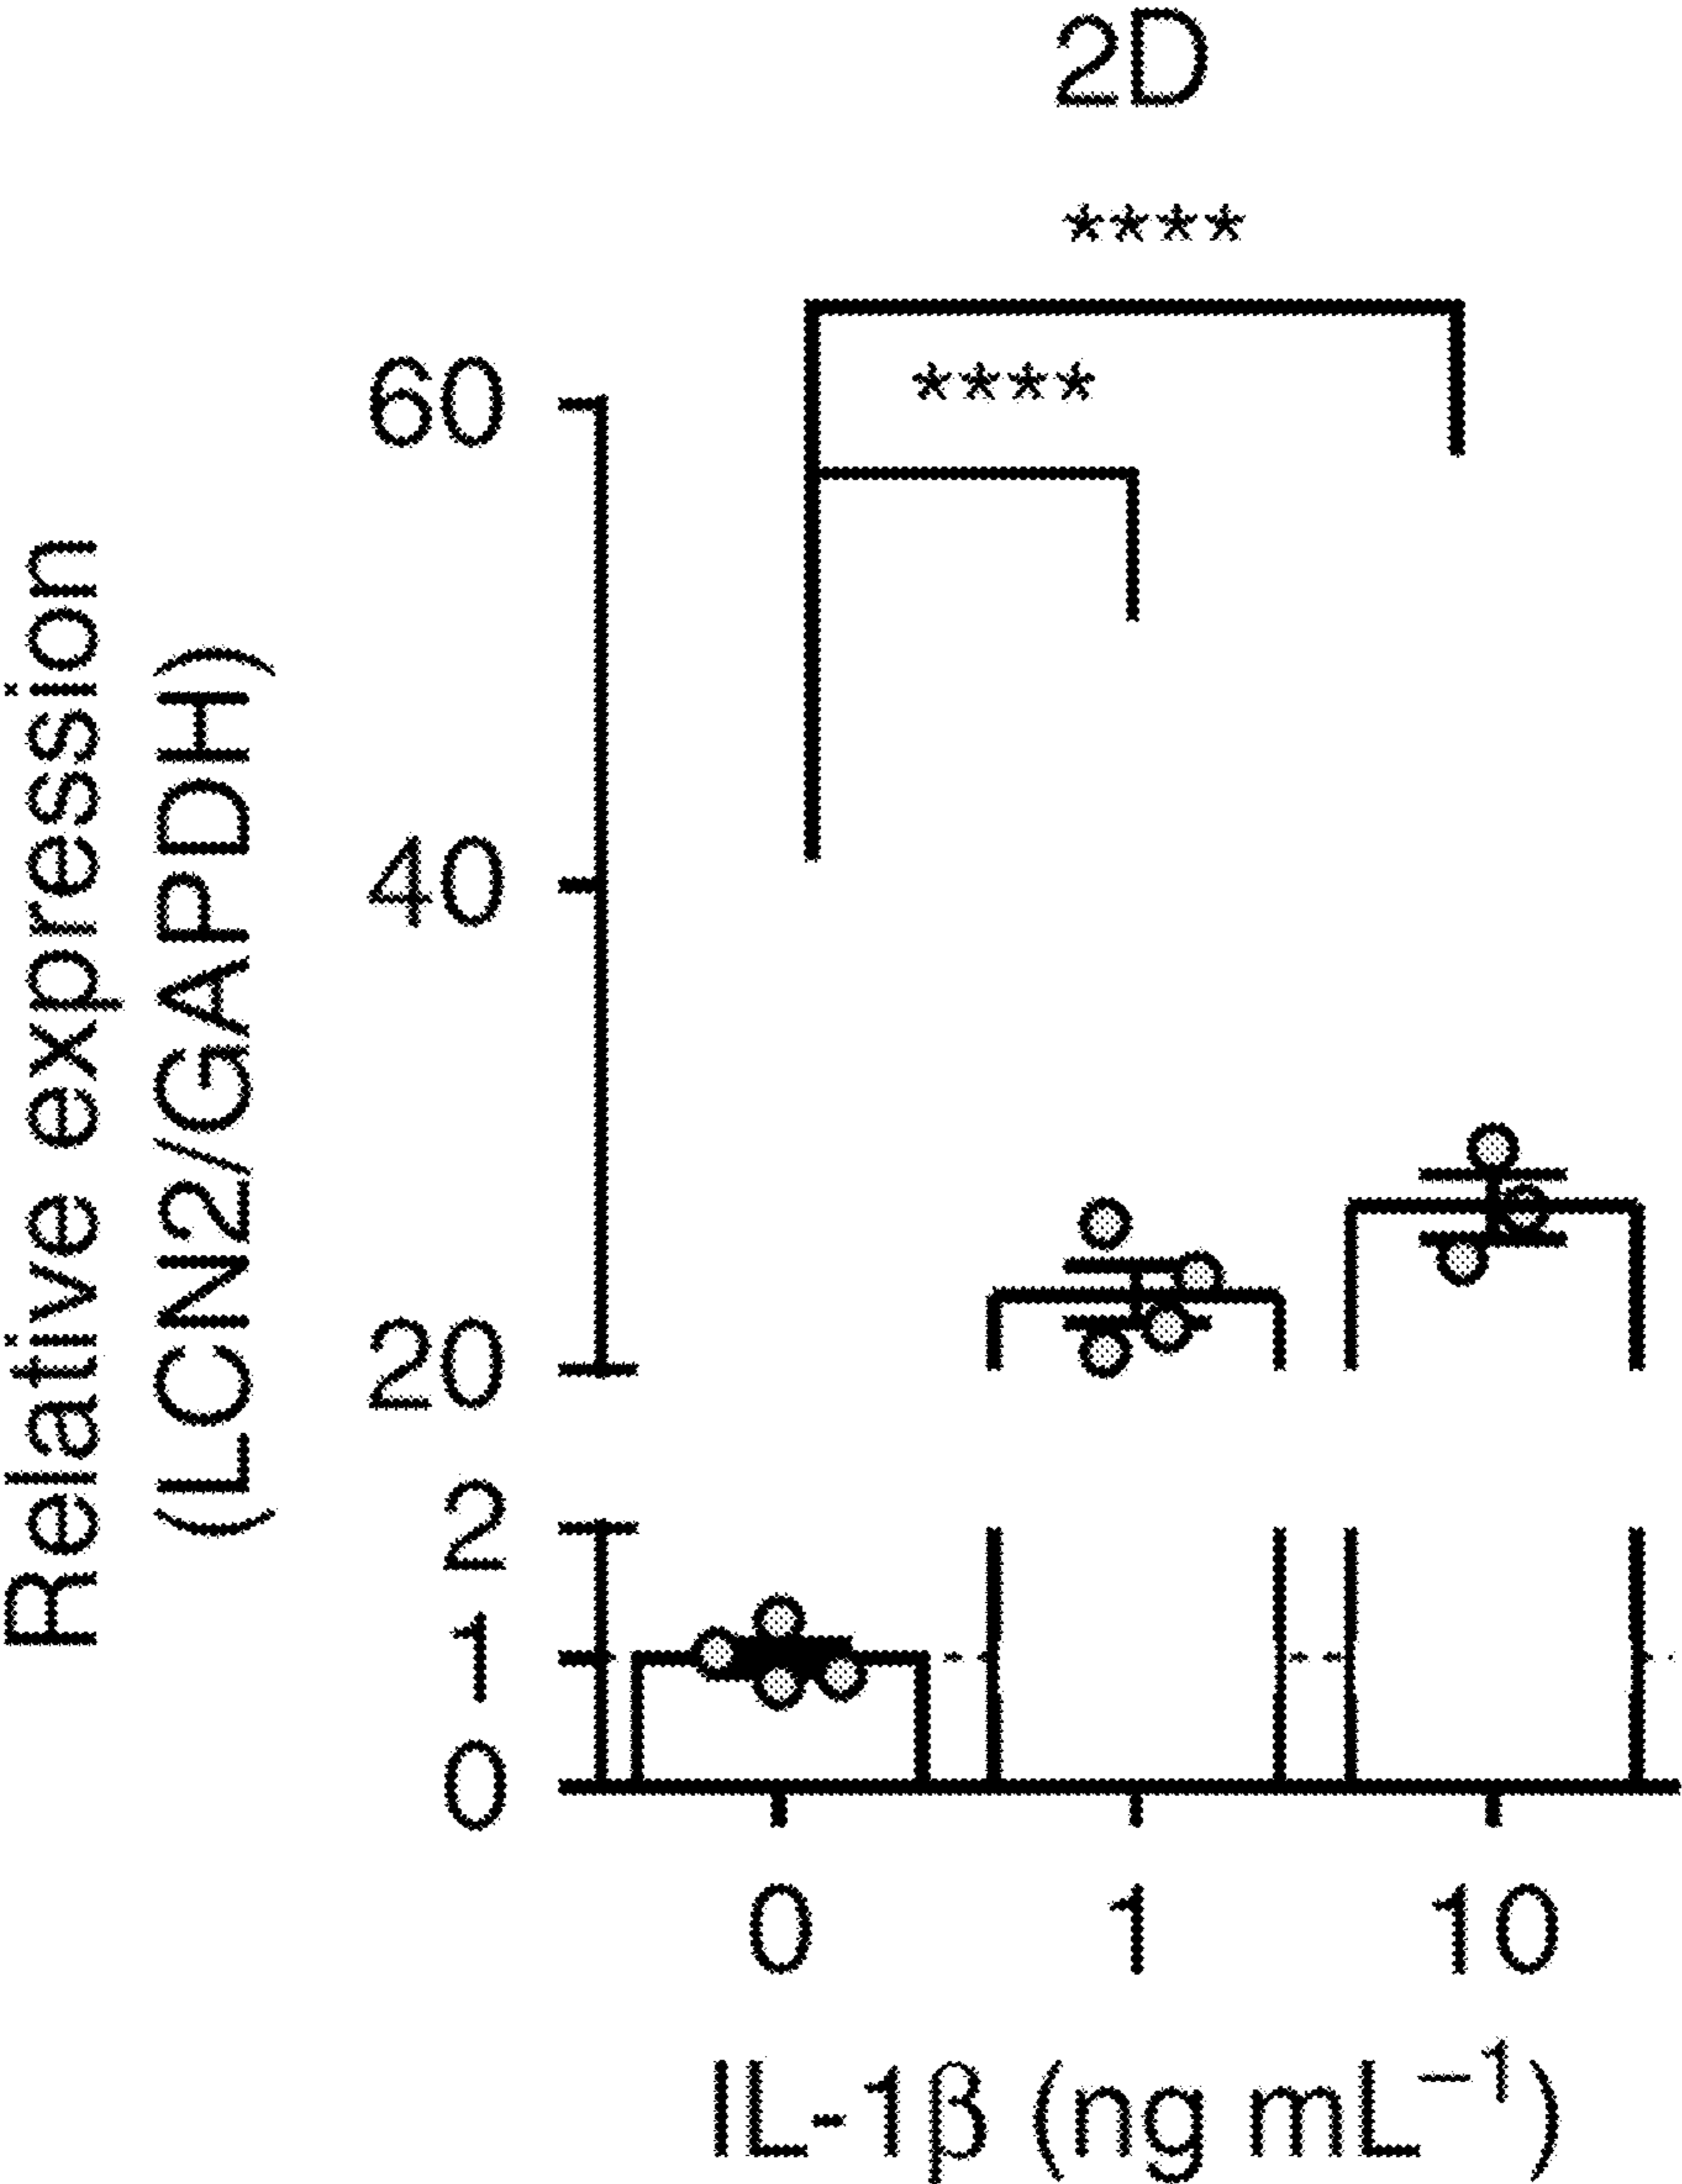 2D
****
****
Relative expression
(LCN2/GAPDH)
60
40
20
2
1
0
0 1 10
IL-1β (ng mL⁻¹)